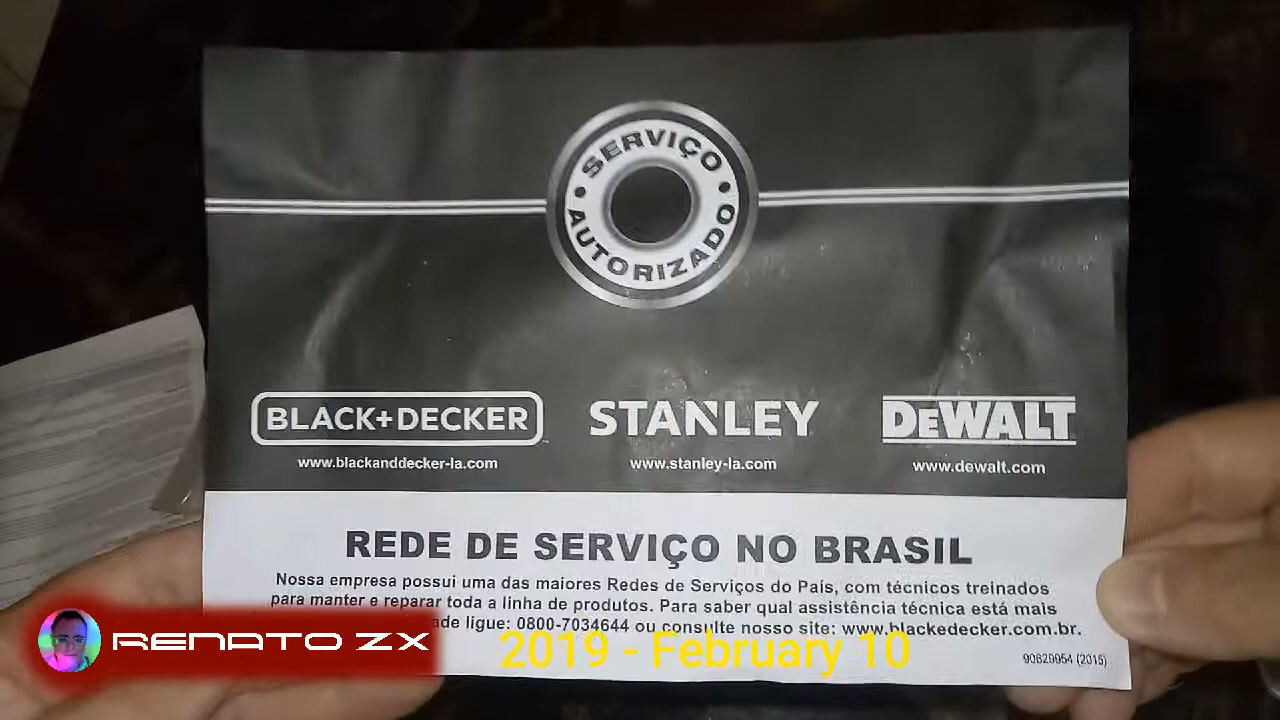 SERVIÇO
AUTORIZADO
BLACK+DECKER
STANLEY
DEWALT
www.blackanddecker-la.com
www.stanley-la.com
www.dewalt.com
REDE DE SERVIÇO NO BRASIL
Nossa empresa possui uma das maiores Redes de Serviços do País, com técnicos treinados
para manter e reparar toda a linha de produtos. Para saber qual assistência técnica está mais
ade ligue: 0800-7034644 ou consulte nosso site: www.blackedecker.com.br.
RENATO ZX
2019 - February 10
90629954 (2015)